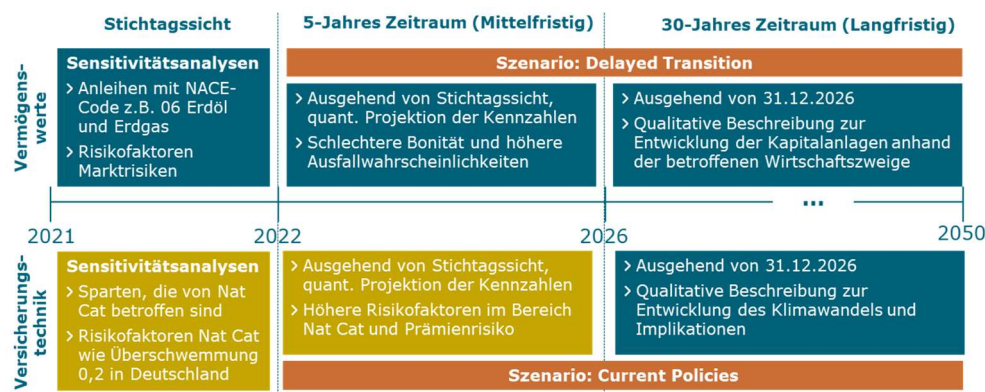 Stichtagssicht
5-Jahres Zeitraum (Mittelfristig)
30-Jahres Zeitraum (Langfristig)
Vermögens-
werte
Sensitivitätsanalysen
> Anleihen mit NACE-
Code z.B. 06 Erdöl
und Erdgas
> Risikofaktoren
Marktrisiken
Szenario: Delayed Transition
> Ausgehend von Stichtagssicht,
quant. Projektion der Kennzahlen
> Schlechtere Bonität und höhere
Ausfallwahrscheinlichkeiten
> Ausgehend von 31.12.2026
> Qualitative Beschreibung zur
Entwicklung der Kapitalanlagen anhand
der betroffenen Wirtschaftszweige
...
2021
2022
2026
2050
Versicherungs-
technik
Sensitivitätsanalysen
> Sparten, die von Nat
Cat betroffen sind
> Risikofaktoren Nat Cat
wie Überschwemmung
0,2 in Deutschland
> Ausgehend von Stichtagssicht,
quant. Projektion der Kennzahlen
> Höhere Risikofaktoren im Bereich
Nat Cat und Prämienrisiko
> Ausgehend von 31.12.2026
> Qualitative Beschreibung zur
Entwicklung des Klimawandels und
Implikationen
Szenario: Current Policies